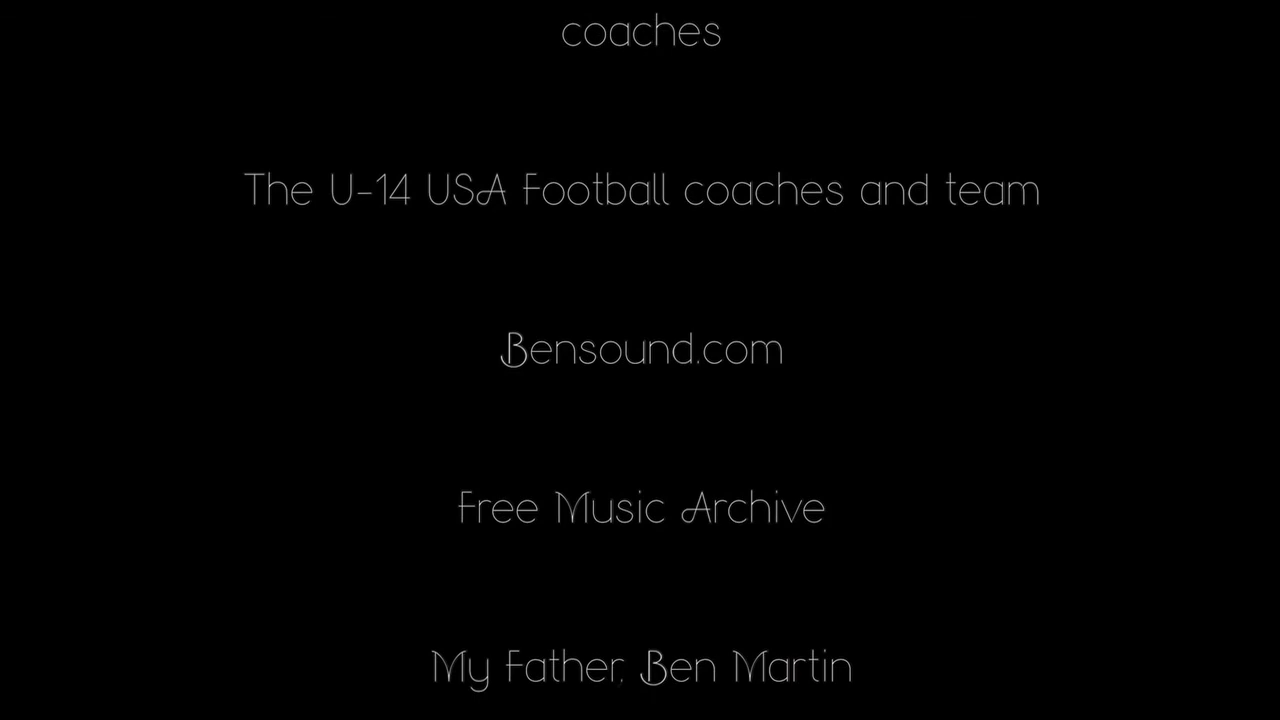 coaches
The U-14 USA Football coaches and team
Bensound.com
Free Music Archive
My Father, Ben Martin